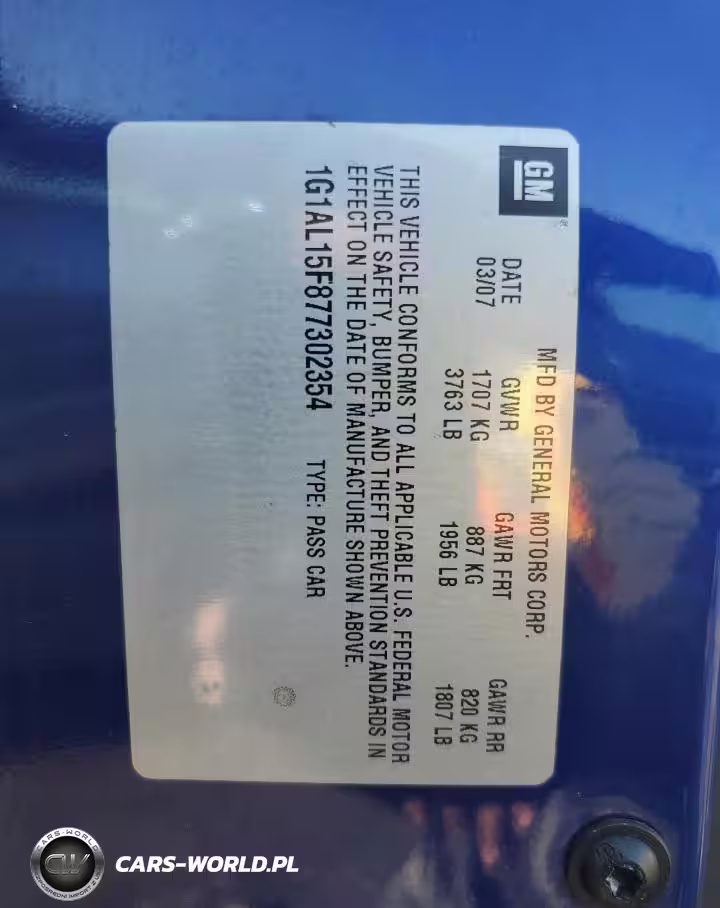 GM
MFD BY GENERAL MOTORS CORP.
DATE GVWR GAWR FRT GAWR RR
03/07 1707 KG 887 KG 820 KG
3763 LB 1956 LB 1807 LB
THIS VEHICLE CONFORMS TO ALL APPLICABLE U.S. FEDERAL MOTOR
VEHICLE SAFETY, BUMPER, AND THEFT PREVENTION STANDARDS IN
EFFECT ON THE DATE OF MANUFACTURE SHOWN ABOVE.
1G1AL15F877302354 TYPE: PASS CAR
CARS-WORLD
CW
CARS-WORLD.PL